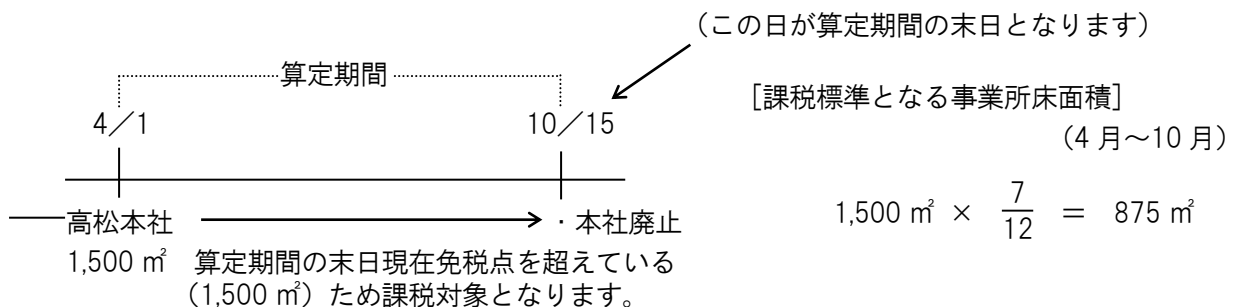 （この日が算定期間の末日となります）
算定期間
4／1
10／15
［課税標準となる事業所床面積］
（4 月～10 月）
高松本社
・本社廃止
1,500 ㎡ × 7/12 ＝ 875 ㎡
1,500 ㎡ 算定期間の末日現在免税点を超えている
（1,500 ㎡）ため課税対象となります。